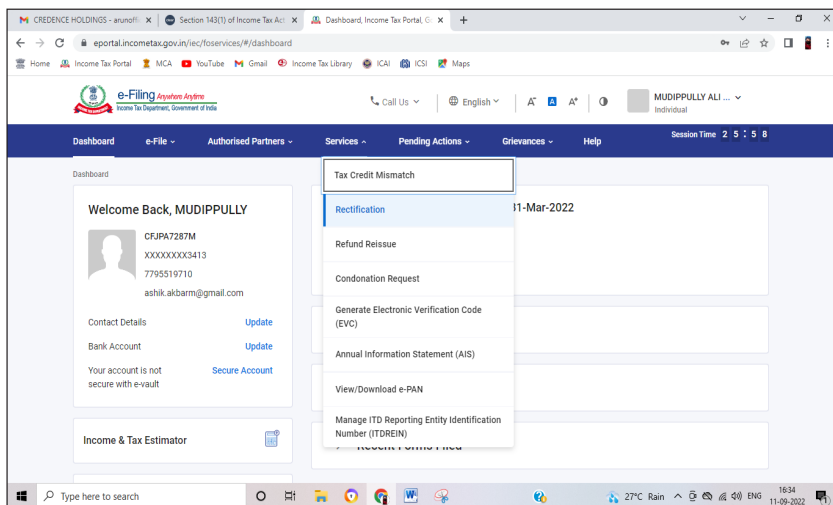 CREDENCE HOLDINGS - arunoffi
Section 143(1) of Income Tax Act
Dashboard, Income Tax Portal, G
eportal.incometax.gov.in/iec/foservices/#/dashboard
Home Income Tax Portal MCA YouTube Gmail Income Tax Library ICAI ICSI Maps
e-Filing Anywhere Anytime
Income Tax Department, Government of India
Call Us English A- A A+ MUDIPPULLY ALI ...
Individual
Dashboard e-File Authorised Partners Services Pending Actions Grievances Help Session Time 2 5 : 5 8
Dashboard
Welcome Back, MUDIPPULLY
CFJPA7287M
XXXXXXXX3413
7795519710
ashik.akbarm@gmail.com
Contact Details Update
Bank Account Update
Your account is not Secure Account
secure with e-vault
Income & Tax Estimator
Tax Credit Mismatch
Rectification
31-Mar-2022
Refund Reissue
Condonation Request
Generate Electronic Verification Code
(EVC)
Annual Information Statement (AIS)
View/Download e-PAN
Manage ITD Reporting Entity Identification
Number (ITDREIN)
Recent Forms Filed
Type here to search
27°C Rain ENG 16:34
11-09-2022